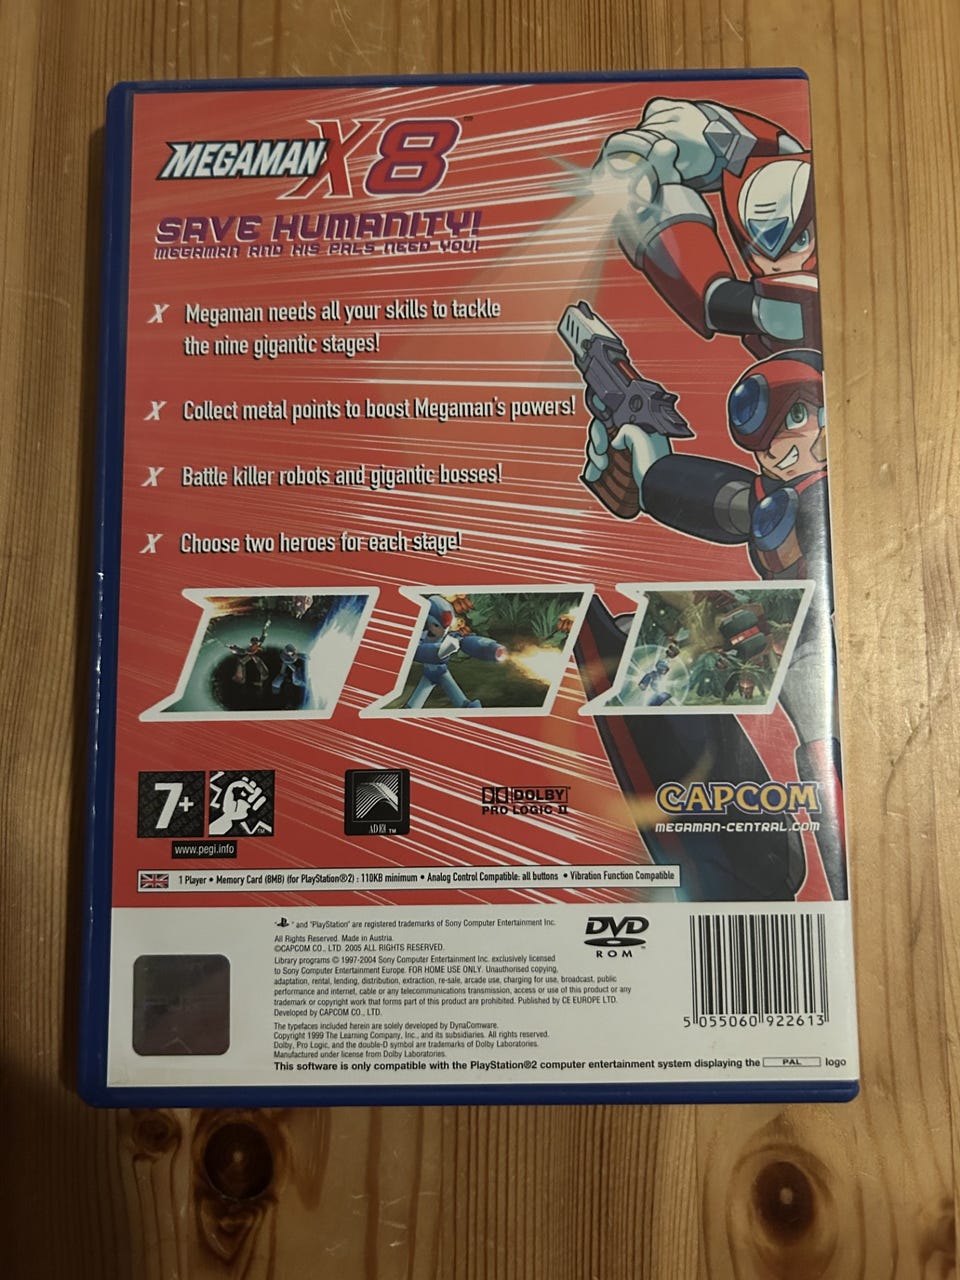 MEGAMAN X8 ™
SAVE HUMANITY!
MEGAMAN AND HIS PALS NEED YOU!
X Megaman needs all your skills to tackle
the nine gigantic stages!
X Collect metal points to boost Megaman's powers!
X Battle killer robots and gigantic bosses!
X Choose two heroes for each stage!
7+
™
www.pegi.info
ADER ™
DOLBY
PRO LOGIC II
CAPCOM
MEGAMAN-CENTRAL.COM
1 Player • Memory Card (8MB) (for PlayStation®2) : 110KB minimum • Analog Control Compatible: all buttons • Vibration Function Compatible
" " and "PlayStation" are registered trademarks of Sony Computer Entertainment Inc.
All Rights Reserved. Made in Austria.
©CAPCOM CO., LTD. 2005 ALL RIGHTS RESERVED.
Library programs © 1997-2004 Sony Computer Entertainment Inc. exclusively licensed
to Sony Computer Entertainment Europe. FOR HOME USE ONLY. Unauthorised copying,
adaptation, rental, lending, distribution, extraction, re-sale, arcade use, charging for use, broadcast, public
performance and internet, cable or any telecommunications transmission, access or use of this product or any
trademark or copyright work that forms part of this product are prohibited. Published by CE EUROPE LTD.
Developed by CAPCOM CO., LTD.
The typefaces included herein are solely developed by DynaComware.
Copyright 1999 The Learning Company, Inc., and its subsidiaries. All rights reserved.
Dolby, Pro Logic, and the double-D symbol are trademarks of Dolby Laboratories.
Manufactured under license from Dolby Laboratories.
This software is only compatible with the PlayStation®2 computer entertainment system displaying the PAL logo
DVD
ROM
™
5 055060 922613